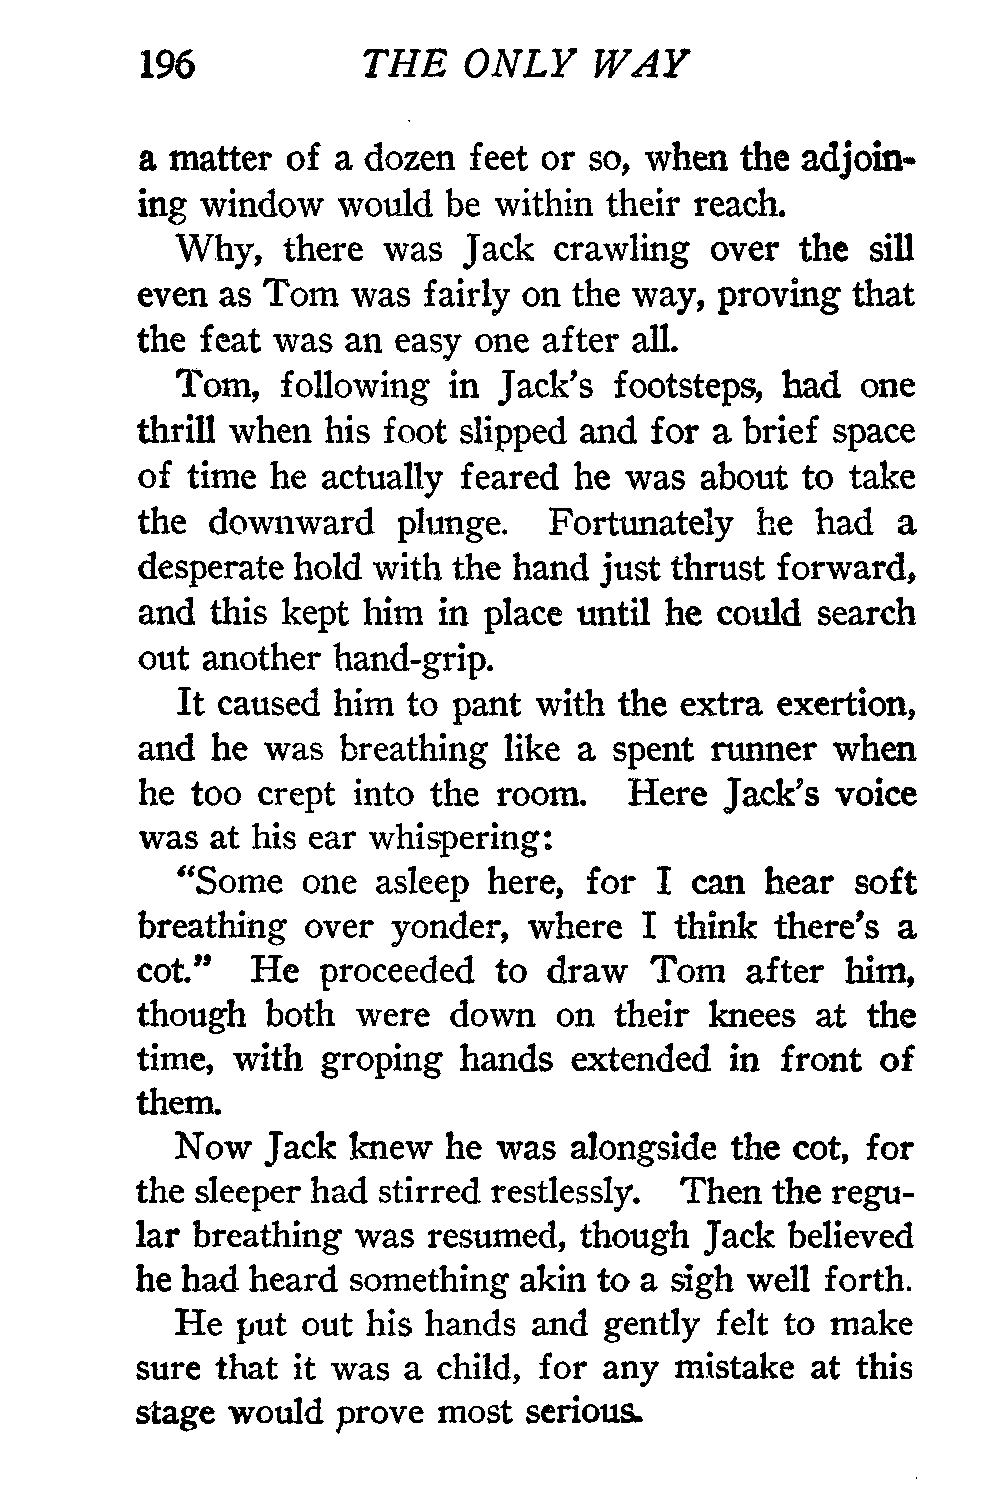 196 THE ONLY WAY
a matter of a dozen feet or so, when the adjoin-
ing window would be within their reach.
Why, there was Jack crawling over the sill
even as Tom was fairly on the way, proving that
the feat was an easy one after all.
Tom, following in Jack's footsteps, had one
thrill when his foot slipped and for a brief space
of time he actually feared he was about to take
the downward plunge. Fortunately he had a
desperate hold with the hand just thrust forward,
and this kept him in place until he could search
out another hand-grip.
It caused him to pant with the extra exertion,
and he was breathing like a spent runner when
he too crept into the room. Here Jack's voice
was at his ear whispering:
"Some one asleep here, for I can hear soft
breathing over yonder, where I think there's a
cot." He proceeded to draw Tom after him,
though both were down on their knees at the
time, with groping hands extended in front of
them.
Now Jack knew he was alongside the cot, for
the sleeper had stirred restlessly. Then the regu-
lar breathing was resumed, though Jack believed
he had heard something akin to a sigh well forth.
He put out his hands and gently felt to make
sure that it was a child, for any mistake at this
stage would prove most serious.